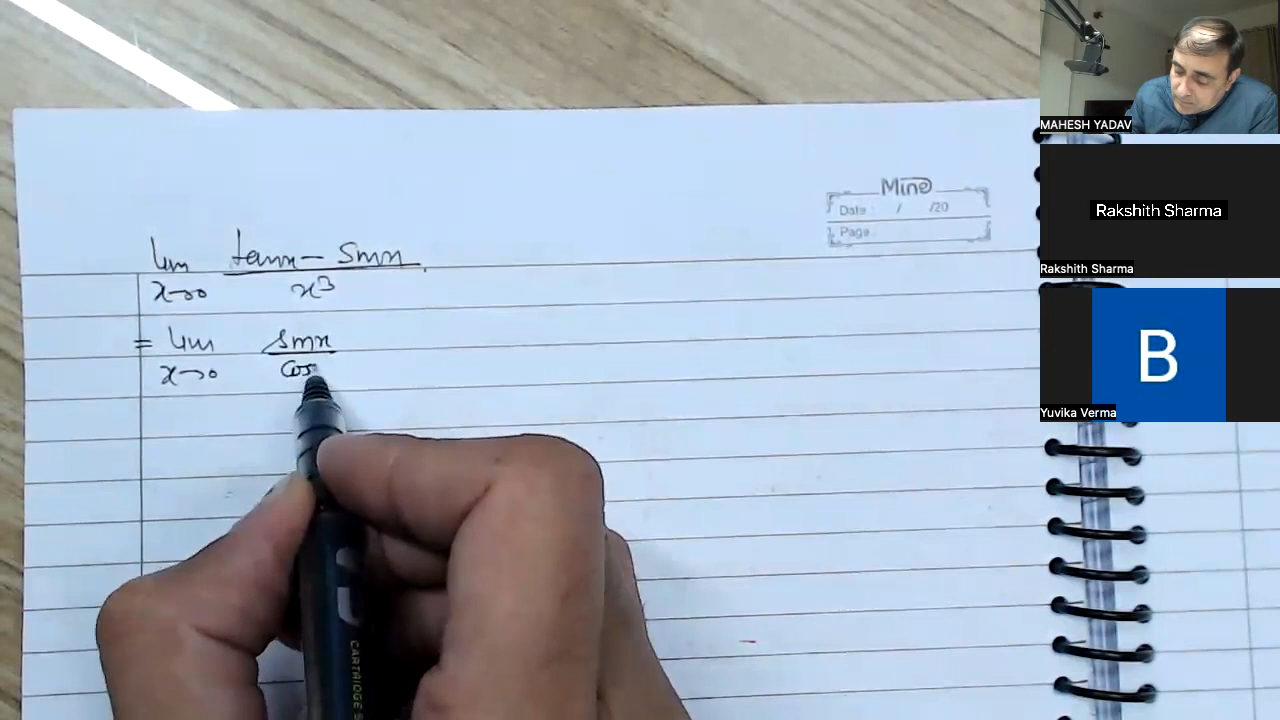 Mine
Date : / /20
Page :
lim tanx - sinx
x→0 x³
= lim sinx
x→0 cos
CARTRIDGE S
MAHESH YADAV
Rakshith Sharma
Rakshith Sharma
B
Yuvika Verma